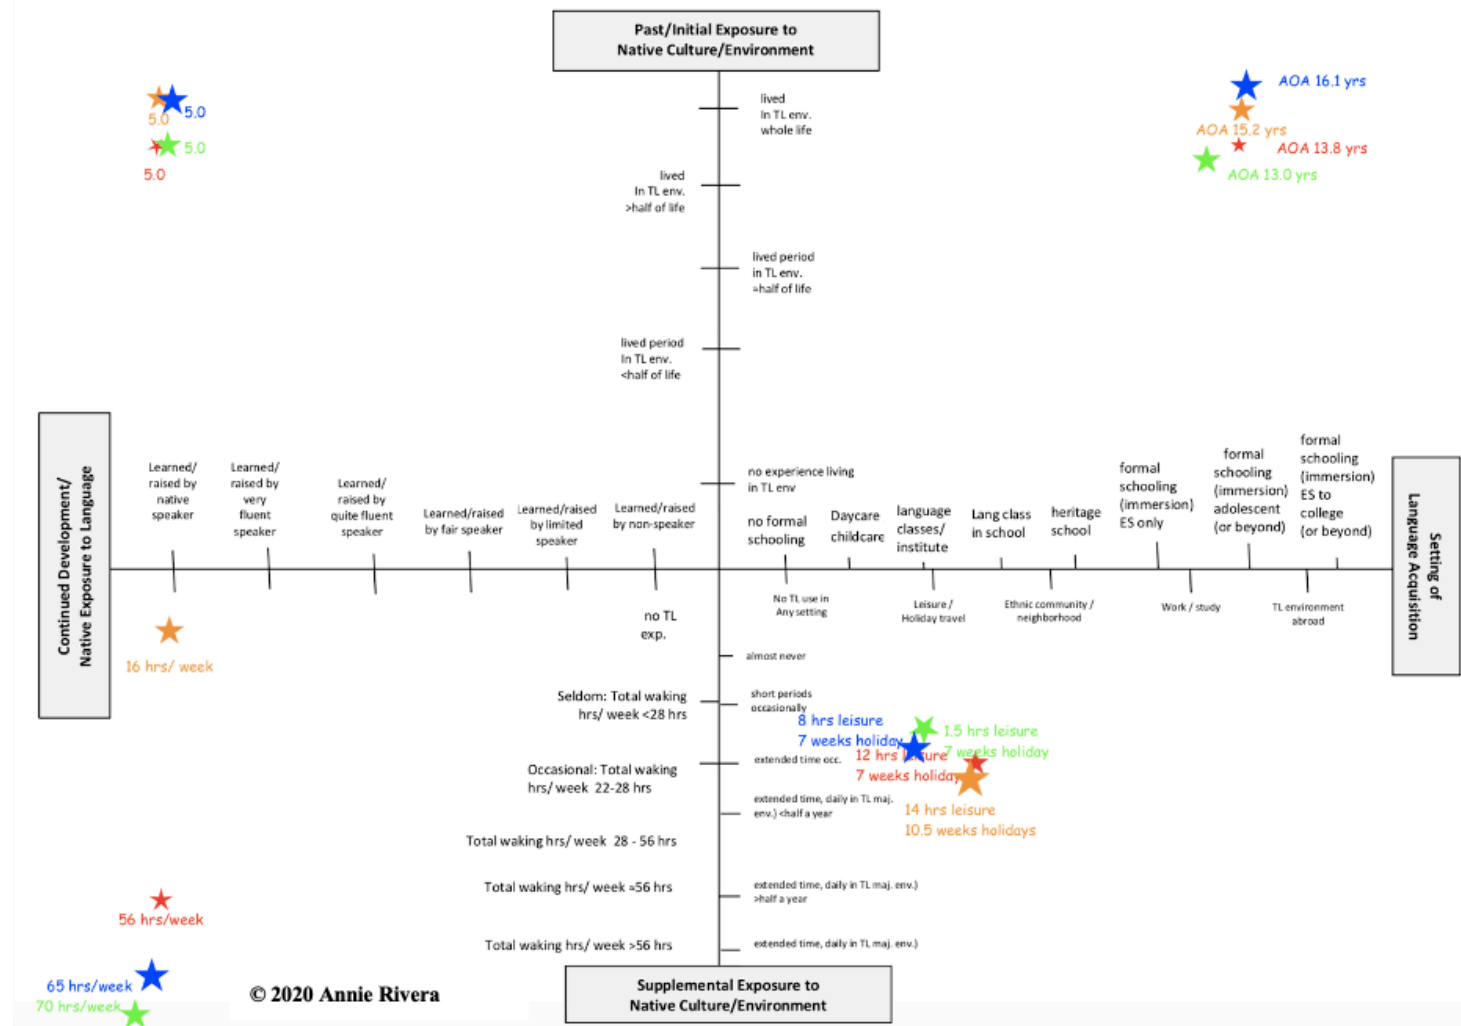 Past/Initial Exposure to
Native Culture/Environment
5.0
5.0
5.0
5.0
AOA 16.1 yrs
AOA 15.2 yrs
AOA 13.8 yrs
AOA 13.0 yrs
lived
In TL env.
whole life
lived
In TL env.
>half of life
lived period
in TL env.
=half of life
lived period
In TL env.
<half of life
Continued Development/
Native Exposure to Language
Learned/
raised by
native
speaker
Learned/
raised by
very
fluent
speaker
Learned/
raised by
quite fluent
speaker
Learned/raised
by fair speaker
Learned/raised
by limited
speaker
Learned/raised
by non-speaker
no experience living
in TL env
no formal
schooling
Daycare
childcare
language
classes/
institute
Lang class
in school
heritage
school
formal
schooling
(immersion)
ES only
formal
schooling
(immersion)
adolescent
(or beyond)
formal
schooling
(immersion)
ES to
college
(or beyond)
Setting of
Language Acquisition
No TL use in
Any setting
Leisure /
Holiday travel
Ethnic community /
neighborhood
Work / study
TL environment
abroad
no TL
exp.
16 hrs/ week
almost never
Seldom: Total waking
hrs/ week <28 hrs
short periods
occasionally
8 hrs leisure
7 weeks holiday
1.5 hrs leisure
7 weeks holiday
12 hrs leisure
7 weeks holiday
extended time occ.
Occasional: Total waking
hrs/ week 22-28 hrs
extended time, daily in TL maj.
env.) <half a year
14 hrs leisure
10.5 weeks holidays
Total waking hrs/ week 28 - 56 hrs
Total waking hrs/ week =56 hrs
extended time, daily in TL maj. env.)
>half a year
56 hrs/week
Total waking hrs/ week >56 hrs
extended time, daily in TL maj. env.)
65 hrs/week
70 hrs/week
© 2020 Annie Rivera
Supplemental Exposure to
Native Culture/Environment